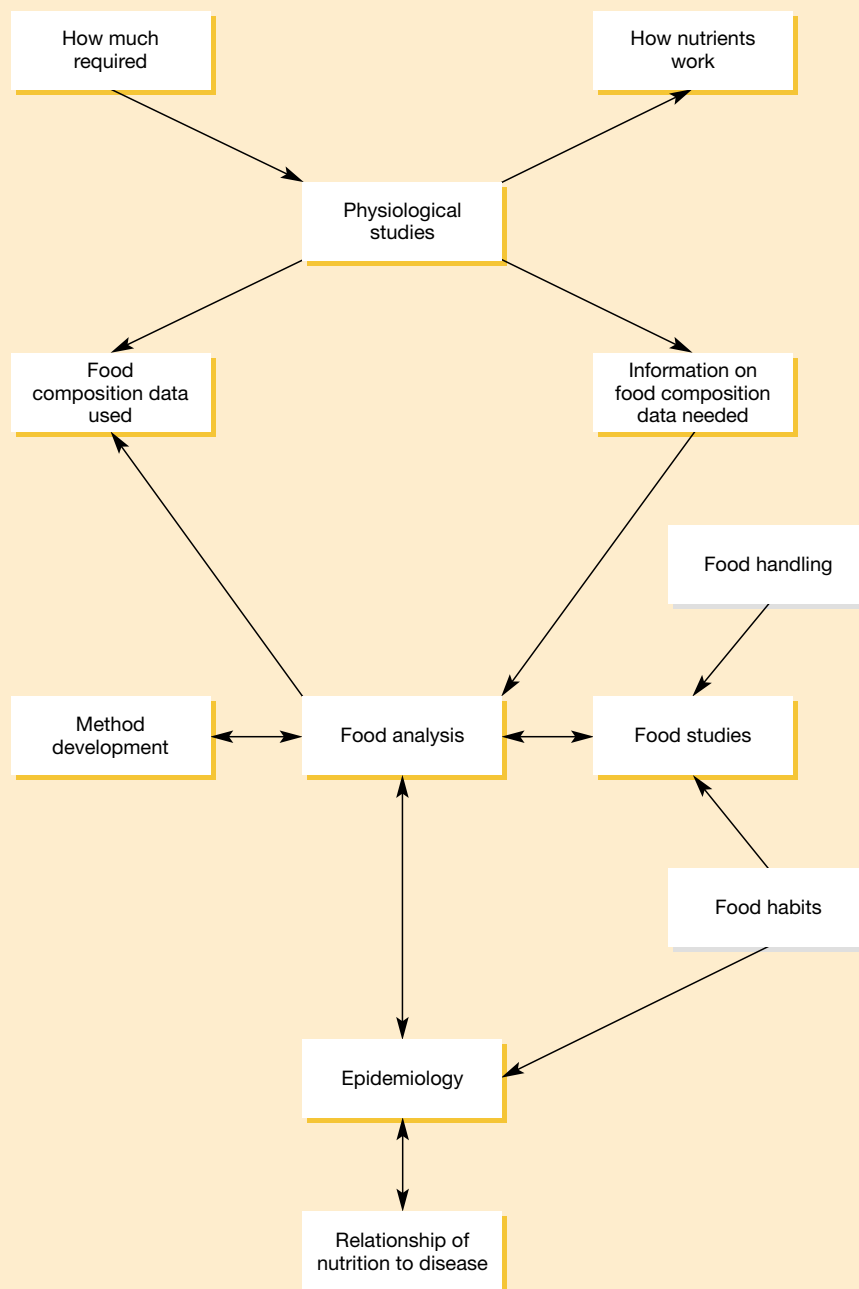 How much
required
How nutrients
work
Physiological
studies
Food
composition data
used
Information on
food composition
data needed
Food handling
Method
development
Food analysis
Food studies
Food habits
Epidemiology
Relationship of
nutrition to disease